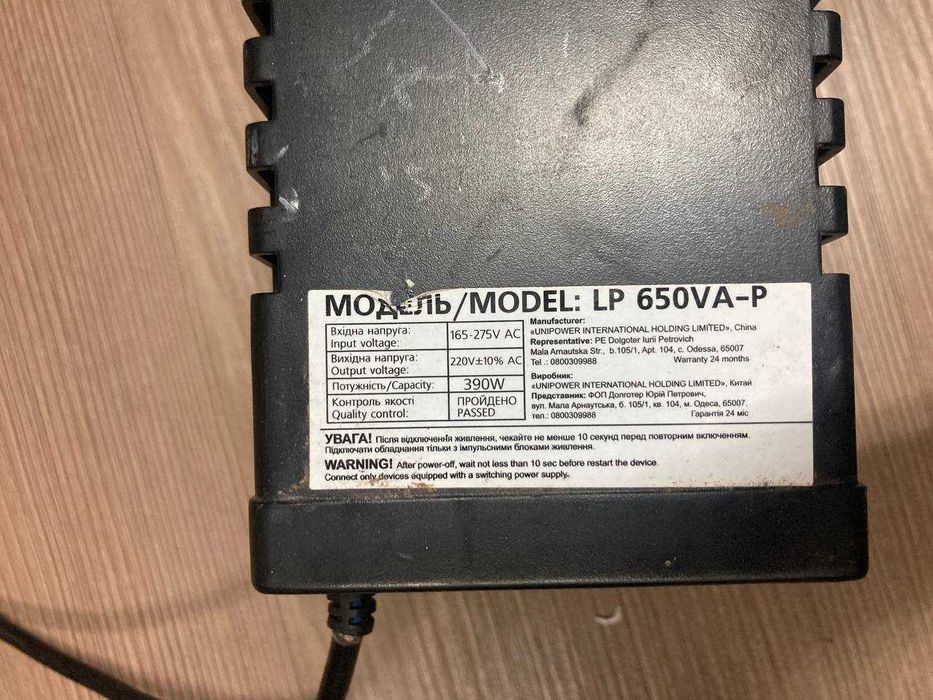 МОДЕЛЬ/MODEL: LP 650VA-P
Вхідна напруга:
Input voltage:
165-275V AC
Вихідна напруга:
Output voltage:
220V±10% AC
Потужність/Capacity:
390W
Контроль якості
Quality control:
ПРОЙДЕНО
PASSED
Manufacturer:
«UNIPOWER INTERNATIONAL HOLDING LIMITED», China
Representative: PE Dolgoter Iurii Petrovich
Mala Arnautska Str., b.105/1, Apt. 104, c. Odessa, 65007
Tel .: 0800309988 Warranty 24 months
Виробник:
«UNIPOWER INTERNATIONAL HOLDING LIMITED», Китай
Представник: ФОП Долготер Юрій Петрович,
вул. Мала Арнаутська, б. 105/1, кв. 104, м. Одеса, 65007,
тел.: 0800309988 Гарантія 24 міс
УВАГА! Після відключення живлення, чекайте не менше 10 секунд перед повторним включенням.
Підключати обладнання тільки з імпульсними блоками живлення.
WARNING! After power-off, wait not less than 10 sec before restart the device.
Connect only devices equipped with a switching power supply.